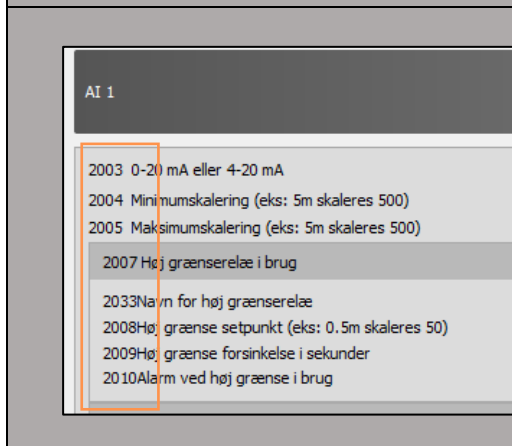 AI 1
2003 0-20 mA eller 4-20 mA
2004 Minimumskalering (eks: 5m skaleres 500)
2005 Maksimumskalering (eks: 5m skaleres 500)
2007 Høj grænserelæ i brug
2033Navn for høj grænserelæ
2008Høj grænse setpunkt (eks: 0.5m skaleres 50)
2009Høj grænse forsinkelse i sekunder
2010Alarm ved høj grænse i brug